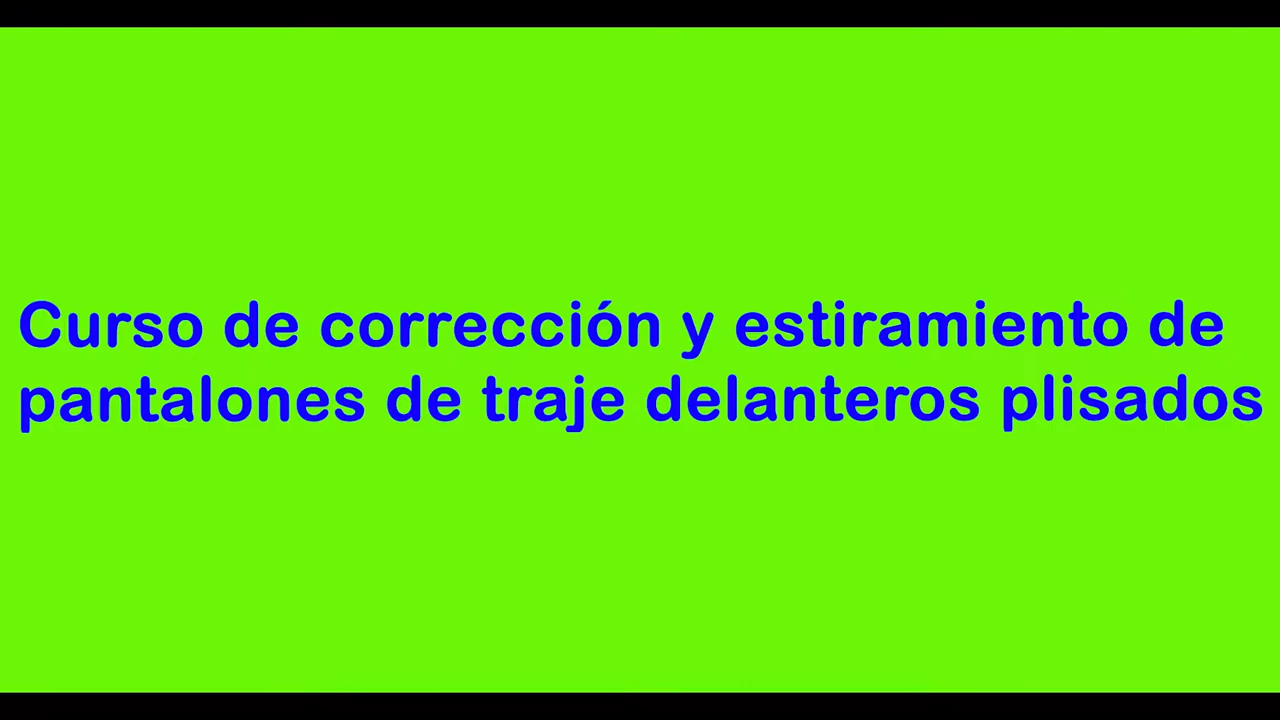 Curso de corrección y estiramiento de
pantalones de traje delanteros plisados